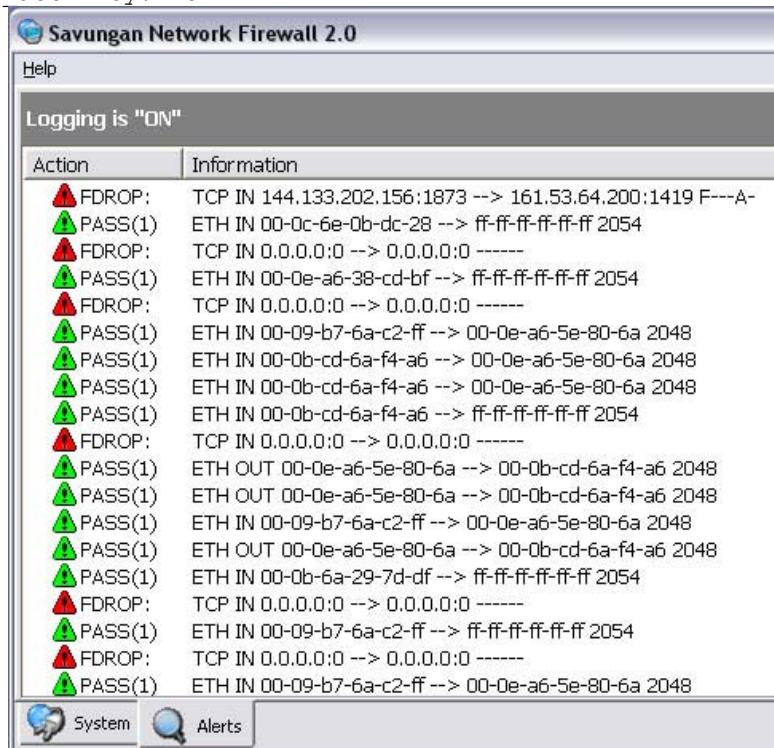 Savungan Network Firewall 2.0
Help
Logging is "ON"
Action Information
FDROP: TCP IN 144.133.202.156:1873 --> 161.53.64.200:1419 F---A-
PASS(1) ETH IN 00-0c-6e-0b-dc-28 --> ff-ff-ff-ff-ff-ff 2054
FDROP: TCP IN 0.0.0.0:0 --> 0.0.0.0:0 ------
PASS(1) ETH IN 00-0e-a6-38-cd-bf --> ff-ff-ff-ff-ff-ff 2054
FDROP: TCP IN 0.0.0.0:0 --> 0.0.0.0:0 ------
PASS(1) ETH IN 00-09-b7-6a-c2-ff --> 00-0e-a6-5e-80-6a 2048
PASS(1) ETH IN 00-0b-cd-6a-f4-a6 --> 00-0e-a6-5e-80-6a 2048
PASS(1) ETH IN 00-0b-cd-6a-f4-a6 --> 00-0e-a6-5e-80-6a 2048
PASS(1) ETH IN 00-0b-cd-6a-f4-a6 --> ff-ff-ff-ff-ff-ff 2054
FDROP: TCP IN 0.0.0.0:0 --> 0.0.0.0:0 ------
PASS(1) ETH OUT 00-0e-a6-5e-80-6a --> 00-0b-cd-6a-f4-a6 2048
PASS(1) ETH OUT 00-0e-a6-5e-80-6a --> 00-0b-cd-6a-f4-a6 2048
PASS(1) ETH IN 00-09-b7-6a-c2-ff --> 00-0e-a6-5e-80-6a 2048
PASS(1) ETH OUT 00-0e-a6-5e-80-6a --> 00-0b-cd-6a-f4-a6 2048
PASS(1) ETH IN 00-0b-6a-29-7d-df --> ff-ff-ff-ff-ff-ff 2054
FDROP: TCP IN 0.0.0.0:0 --> 0.0.0.0:0 ------
PASS(1) ETH IN 00-09-b7-6a-c2-ff --> ff-ff-ff-ff-ff-ff 2054
FDROP: TCP IN 0.0.0.0:0 --> 0.0.0.0:0 ------
PASS(1) ETH IN 00-09-b7-6a-c2-ff --> 00-0e-a6-5e-80-6a 2048
System Alerts